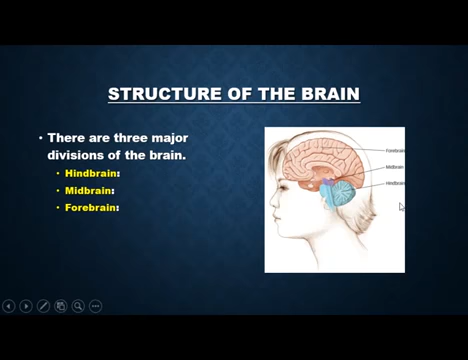 STRUCTURE OF THE BRAIN
• There are three major
divisions of the brain.
• Hindbrain:
• Midbrain:
• Forebrain:
Forebrain
Midbrain
Hindbrain